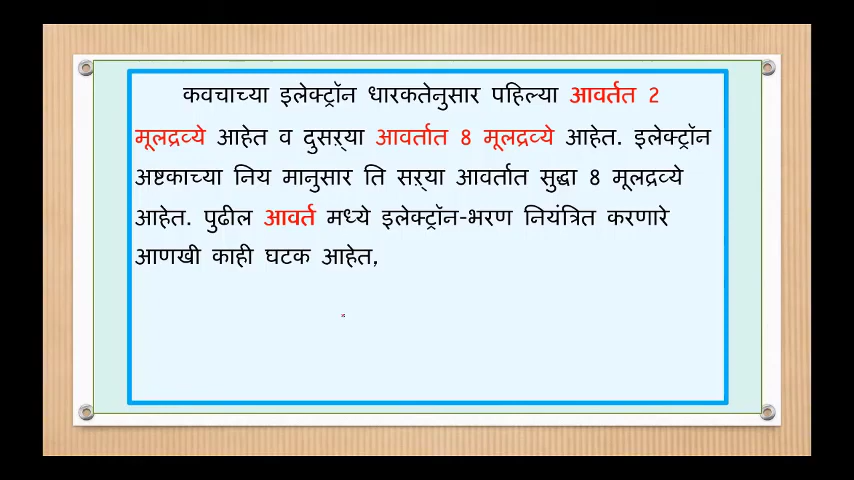 कवचाच्या इलेक्ट्रॉन धारकतेनुसार पहिल्या आवर्तत 2
मूलद्रव्ये आहेत व दुसऱ्या आवर्तात 8 मूलद्रव्ये आहेत. इलेक्ट्रॉन
अष्टकाच्या निय मानुसार ति सऱ्या आवर्तात सुद्धा 8 मूलद्रव्ये
आहेत. पुढील आवर्त मध्ये इलेक्ट्रॉन-भरण नियंत्रित करणारे
आणखी काही घटक आहेत,